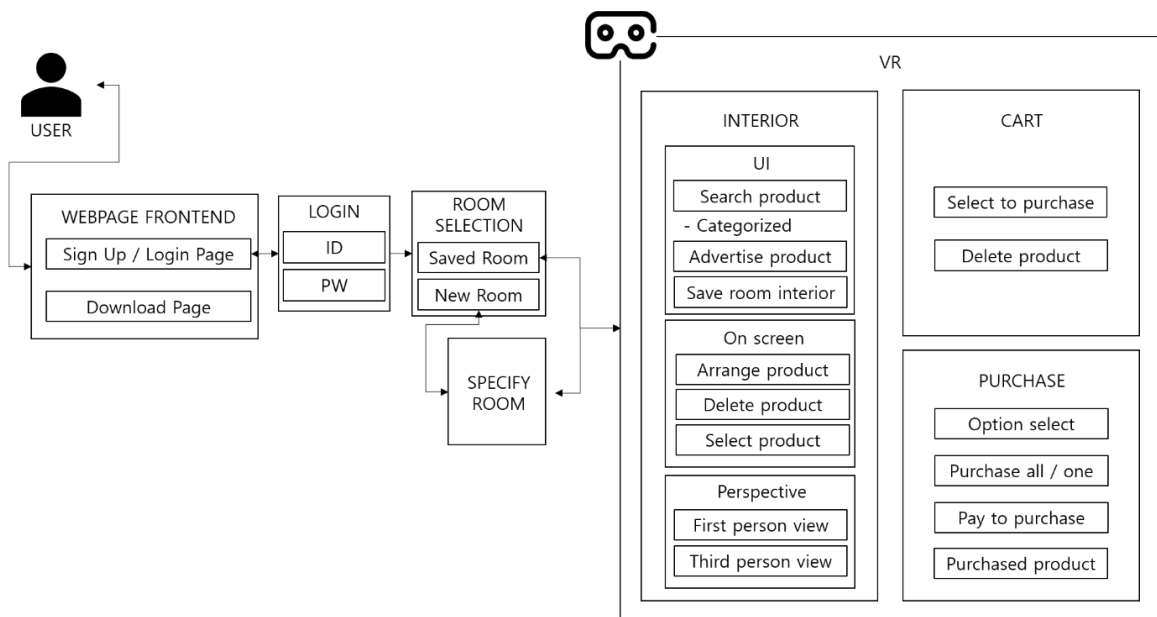 USER
WEBPAGE FRONTEND
Sign Up / Login Page
Download Page
LOGIN
ID
PW
ROOM
SELECTION
Saved Room
New Room
SPECIFY
ROOM
VR
INTERIOR
UI
Search product
- Categorized
Advertise product
Save room interior
On screen
Arrange product
Delete product
Select product
Perspective
First person view
Third person view
CART
Select to purchase
Delete product
PURCHASE
Option select
Purchase all / one
Pay to purchase
Purchased product